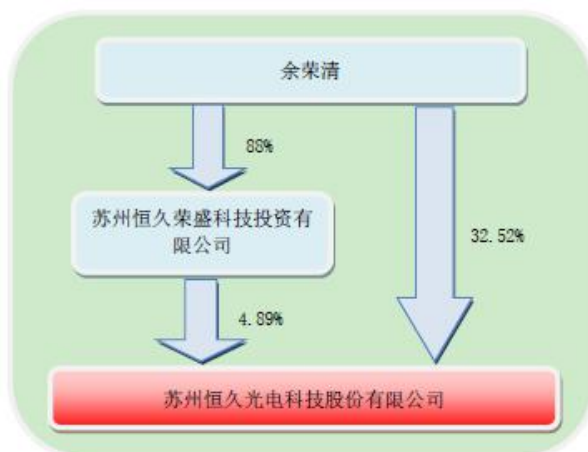 余荣清
88%
苏州恒久荣盛科技投资有
限公司
32.52%
4.89%
苏州恒久光电科技股份有限公司